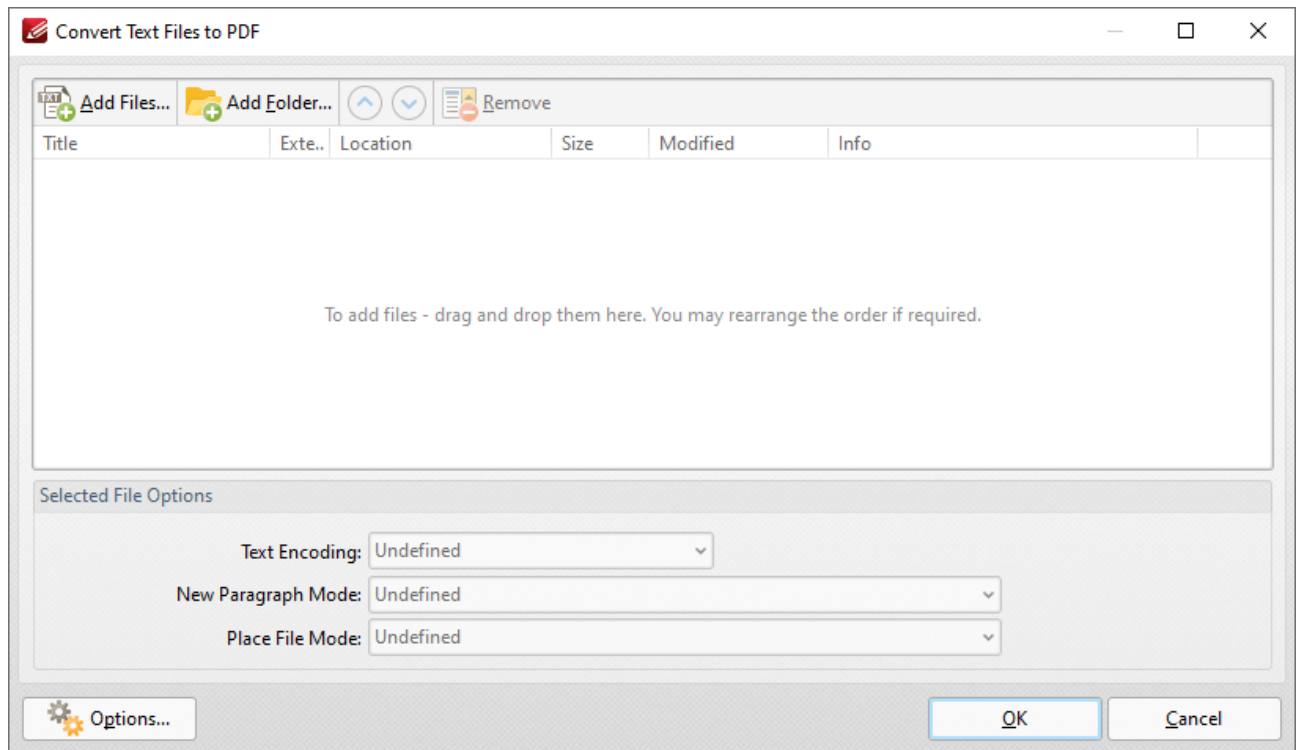 Convert Text Files to PDF
TXT Add Files... Add Folder... Remove
Title Exte.. Location Size Modified Info
To add files - drag and drop them here. You may rearrange the order if required.
Selected File Options
Text Encoding: Undefined
New Paragraph Mode: Undefined
Place File Mode: Undefined
Options... OK Cancel